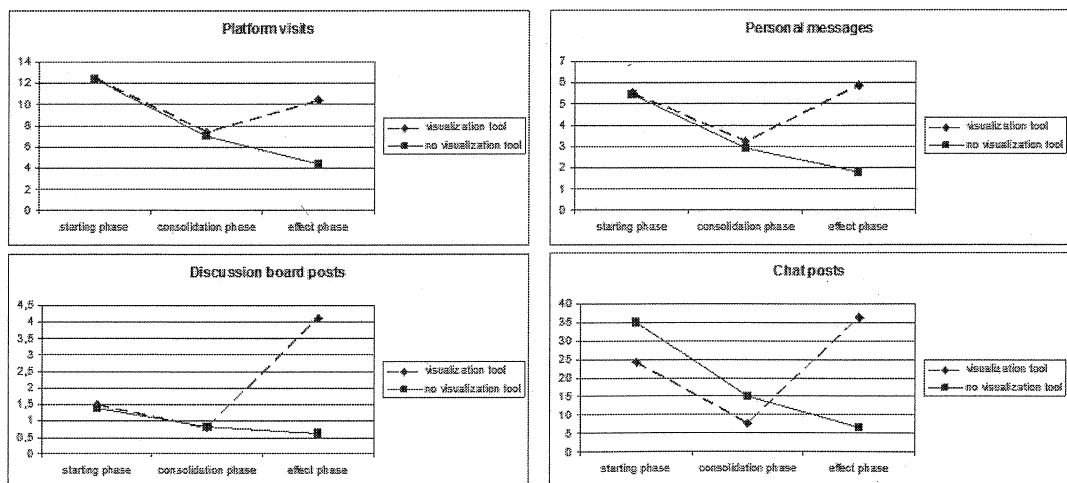 Platform visits
14
12
10
8
6
4
2
0
starting phase
consolidation phase
effect phase
visualization tool
no visualization tool
Personal messages
7
6
5
4
3
2
1
0
starting phase
consolidation phase
effect phase
visualization tool
no visualization tool
Discussion board posts
4,5
4
3,5
3
2,5
2
1,5
1
0,5
0
starting phase
consolidation phase
effect phase
visualization tool
no visualization tool
Chat posts
40
35
30
25
20
15
10
5
0
starting phase
consolidation phase
effect phase
visualization tool
no visualization tool